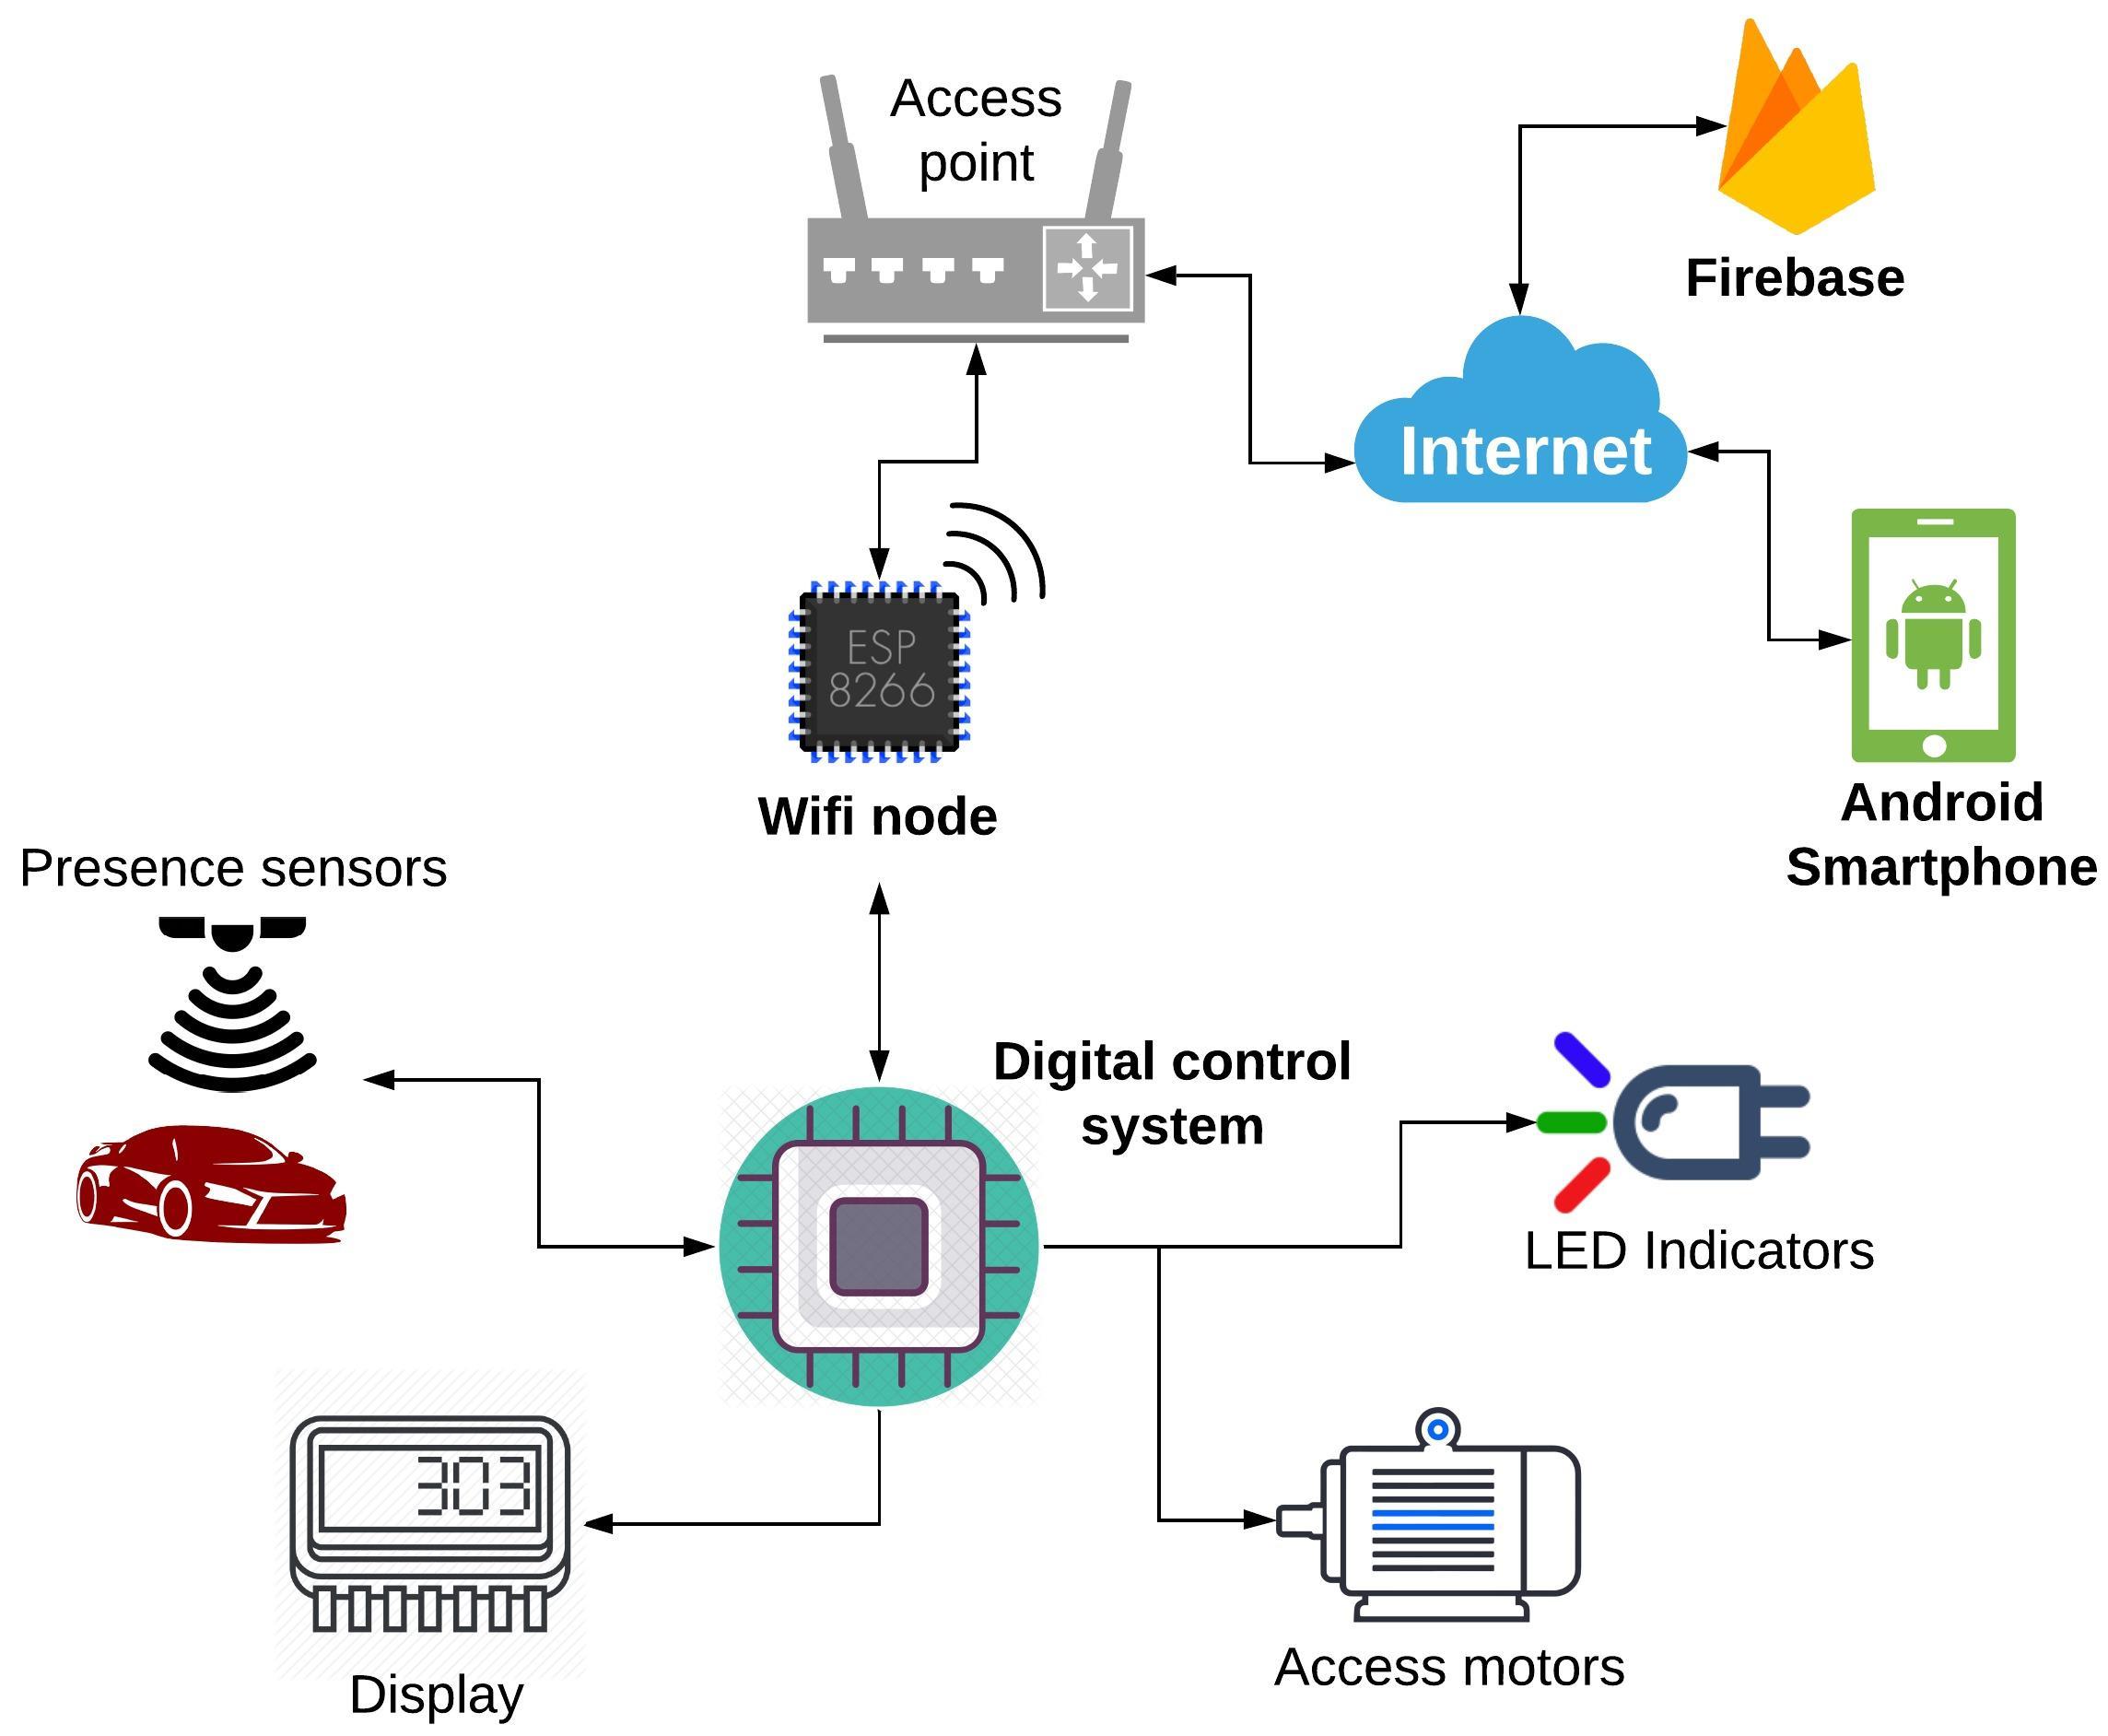 Access
point
Firebase
Internet
ESP
8266
Wifi node
Android
Smartphone
Presence sensors
Digital control
system
LED Indicators
303
Display
Access motors